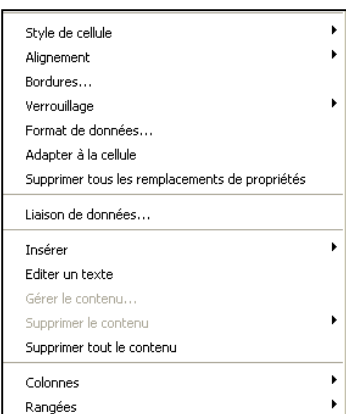 Style de cellule
Alignement
Bordures...
Verrouillage
Format de données...
Adapter à la cellule
Supprimer tous les remplacements de propriétés
Liaison de données...
Insérer
Editer un texte
Gérer le contenu...
Supprimer le contenu
Supprimer tout le contenu
Colonnes
Rangées